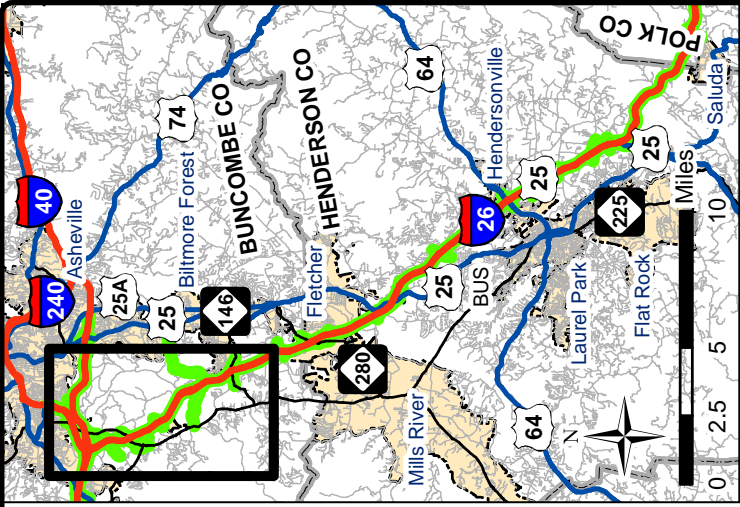 240
40
Asheville
74
25A
25
Biltmore Forest
146
BUNCOMBE CO
HENDERSON CO
Fletcher
280
Mills River
25
BUS
26
64
Hendersonville
25
POLK CO
25
Saluda
225
Laurel Park
Flat Rock
64
N
0 2.5 5 10
Miles